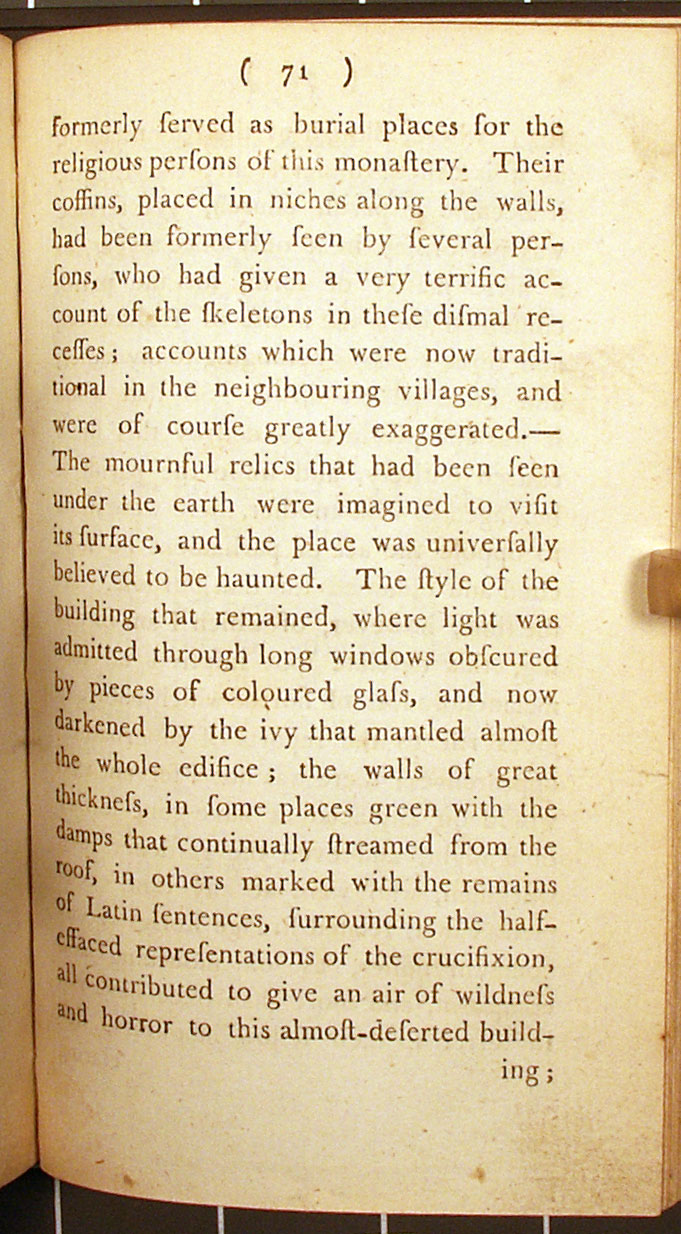 ( 71 )
formerly ſerved as burial places for the
religious perſons of this monaſtery. Their
coffins, placed in niches along the walls,
had been formerly ſeen by ſeveral per-
ſons, who had given a very terrific ac-
count of the ſkeletons in theſe diſmal re-
ceſſes; accounts which were now tradi-
tional in the neighbouring villages, and
were of courſe greatly exaggerated.—
The mournful relics that had been ſeen
under the earth were imagined to viſit
its ſurface, and the place was univerſally
believed to be haunted. The ſtyle of the
building that remained, where light was
admitted through long windows obſcured
by pieces of coloured glaſs, and now
darkened by the ivy that mantled almoſt
the whole edifice; the walls of great
thickneſs, in ſome places green with the
damps that continually ſtreamed from the
roof, in others marked with the remains
of Latin ſentences, ſurrounding the half-
effaced repreſentations of the crucifixion,
all contributed to give an air of wildneſs
and horror to this almoſt-deſerted build-
ing;